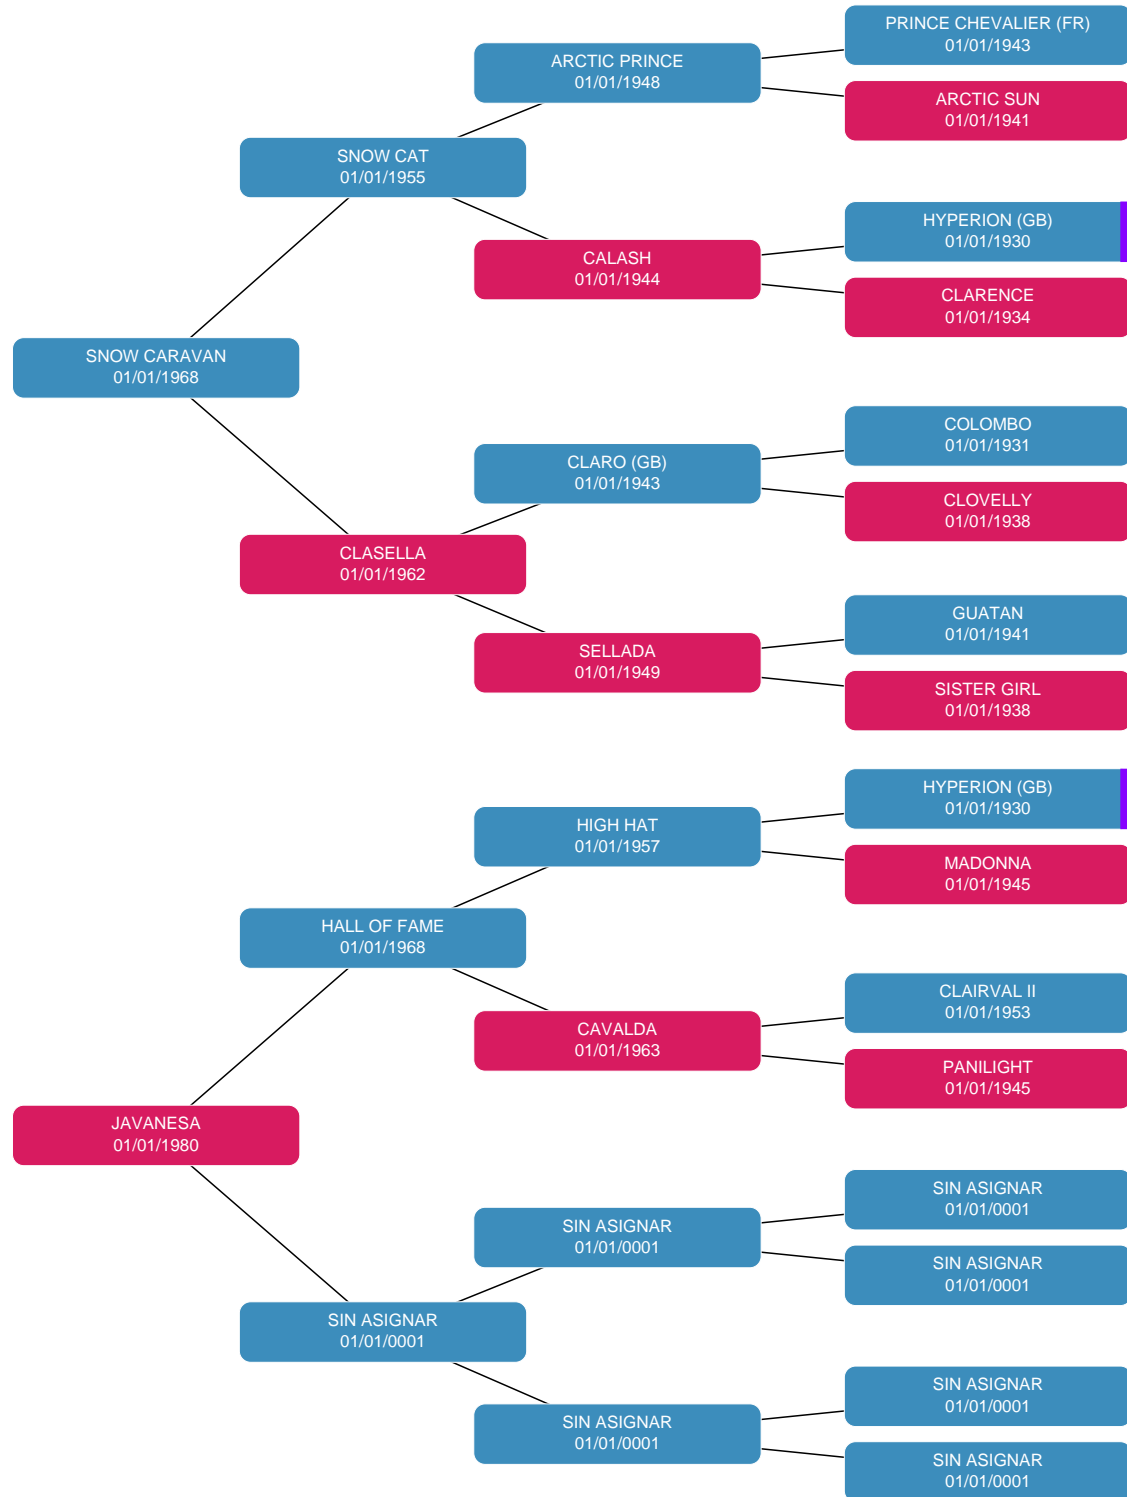 PRINCE CHEVALIER (FR)
01/01/1943
ARCTIC PRINCE
01/01/1948
ARCTIC SUN
01/01/1941
SNOW CAT
01/01/1955
HYPERION (GB)
01/01/1930
CALASH
01/01/1944
CLARENCE
01/01/1934
SNOW CARAVAN
01/01/1968
COLOMBO
01/01/1931
CLARO (GB)
01/01/1943
CLOVELLY
01/01/1938
CLASELLA
01/01/1962
GUATAN
01/01/1941
SELLADA
01/01/1949
SISTER GIRL
01/01/1938
HYPERION (GB)
01/01/1930
HIGH HAT
01/01/1957
MADONNA
01/01/1945
HALL OF FAME
01/01/1968
CLAIRVAL II
01/01/1953
CAVALDA
01/01/1963
PANILIGHT
01/01/1945
JAVANESA
01/01/1980
SIN ASIGNAR
01/01/0001
SIN ASIGNAR
01/01/0001
SIN ASIGNAR
01/01/0001
SIN ASIGNAR
01/01/0001
SIN ASIGNAR
01/01/0001
SIN ASIGNAR
01/01/0001
SIN ASIGNAR
01/01/0001